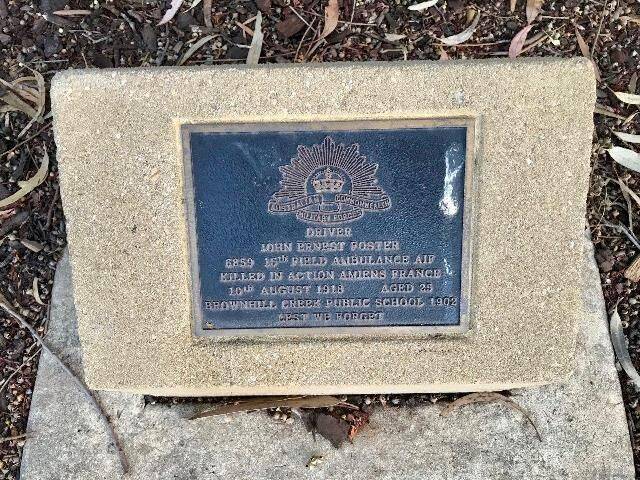 AUSTRALIAN COMMONWEALTH
MILITARY FORCES
DRIVER
JOHN ERNEST FOSTER
6859 15TH FIELD AMBULANCE AIF
KILLED IN ACTION AMIENS FRANCE
10TH AUGUST 1918 AGED 25
BROWNHILL CREEK PUBLIC SCHOOL 1902
LEST WE FORGET